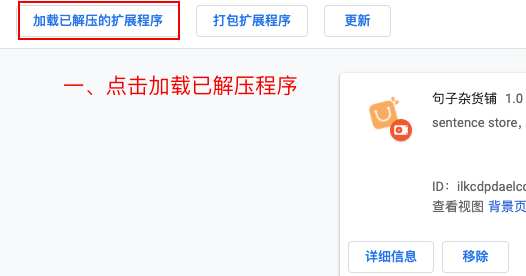 加载已解压的扩展程序 打包扩展程序 更新
一、点击加载已解压程序
句子杂货铺 1.0
sentence store,
ID: ilkcdpdaelcd
查看视图 背景页
详细信息 移除